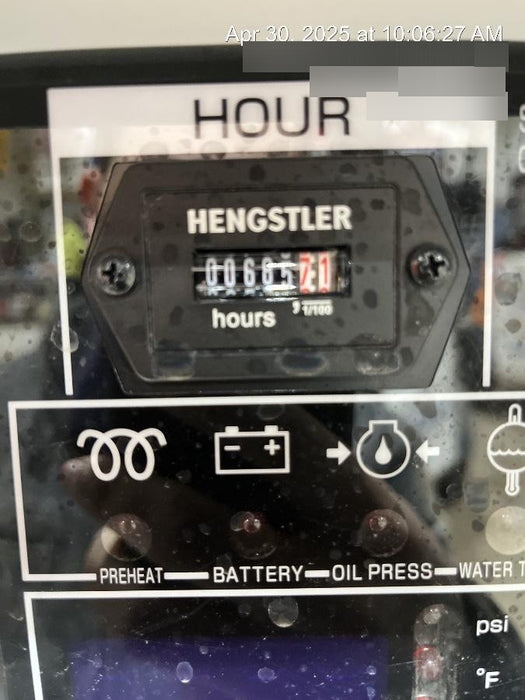 Apr 30, 2025 at 10:06:27 AM
HOUR
HENGSTLER
hours
1/100
PREHEAT
BATTERY
OIL PRESS
WATER T
psi
°F